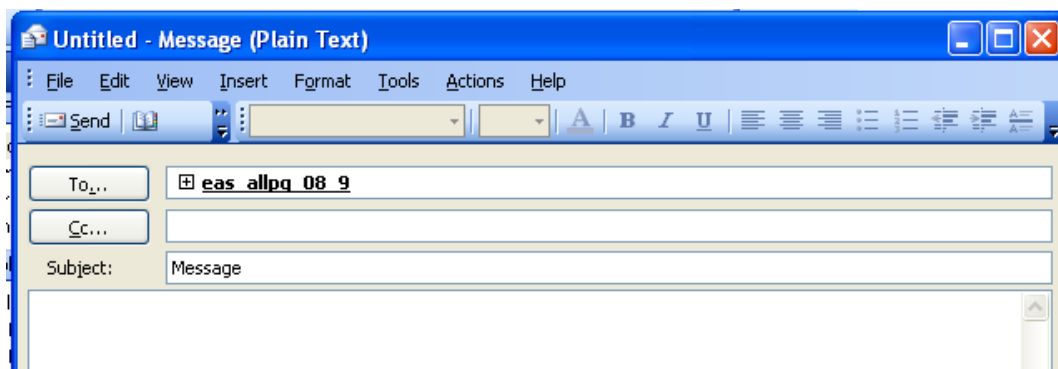 Untitled - Message (Plain Text)
File Edit View Insert Format Tools Actions Help
Send A B I U
To... eas_allpg_08_9
Cc...
Subject: Message